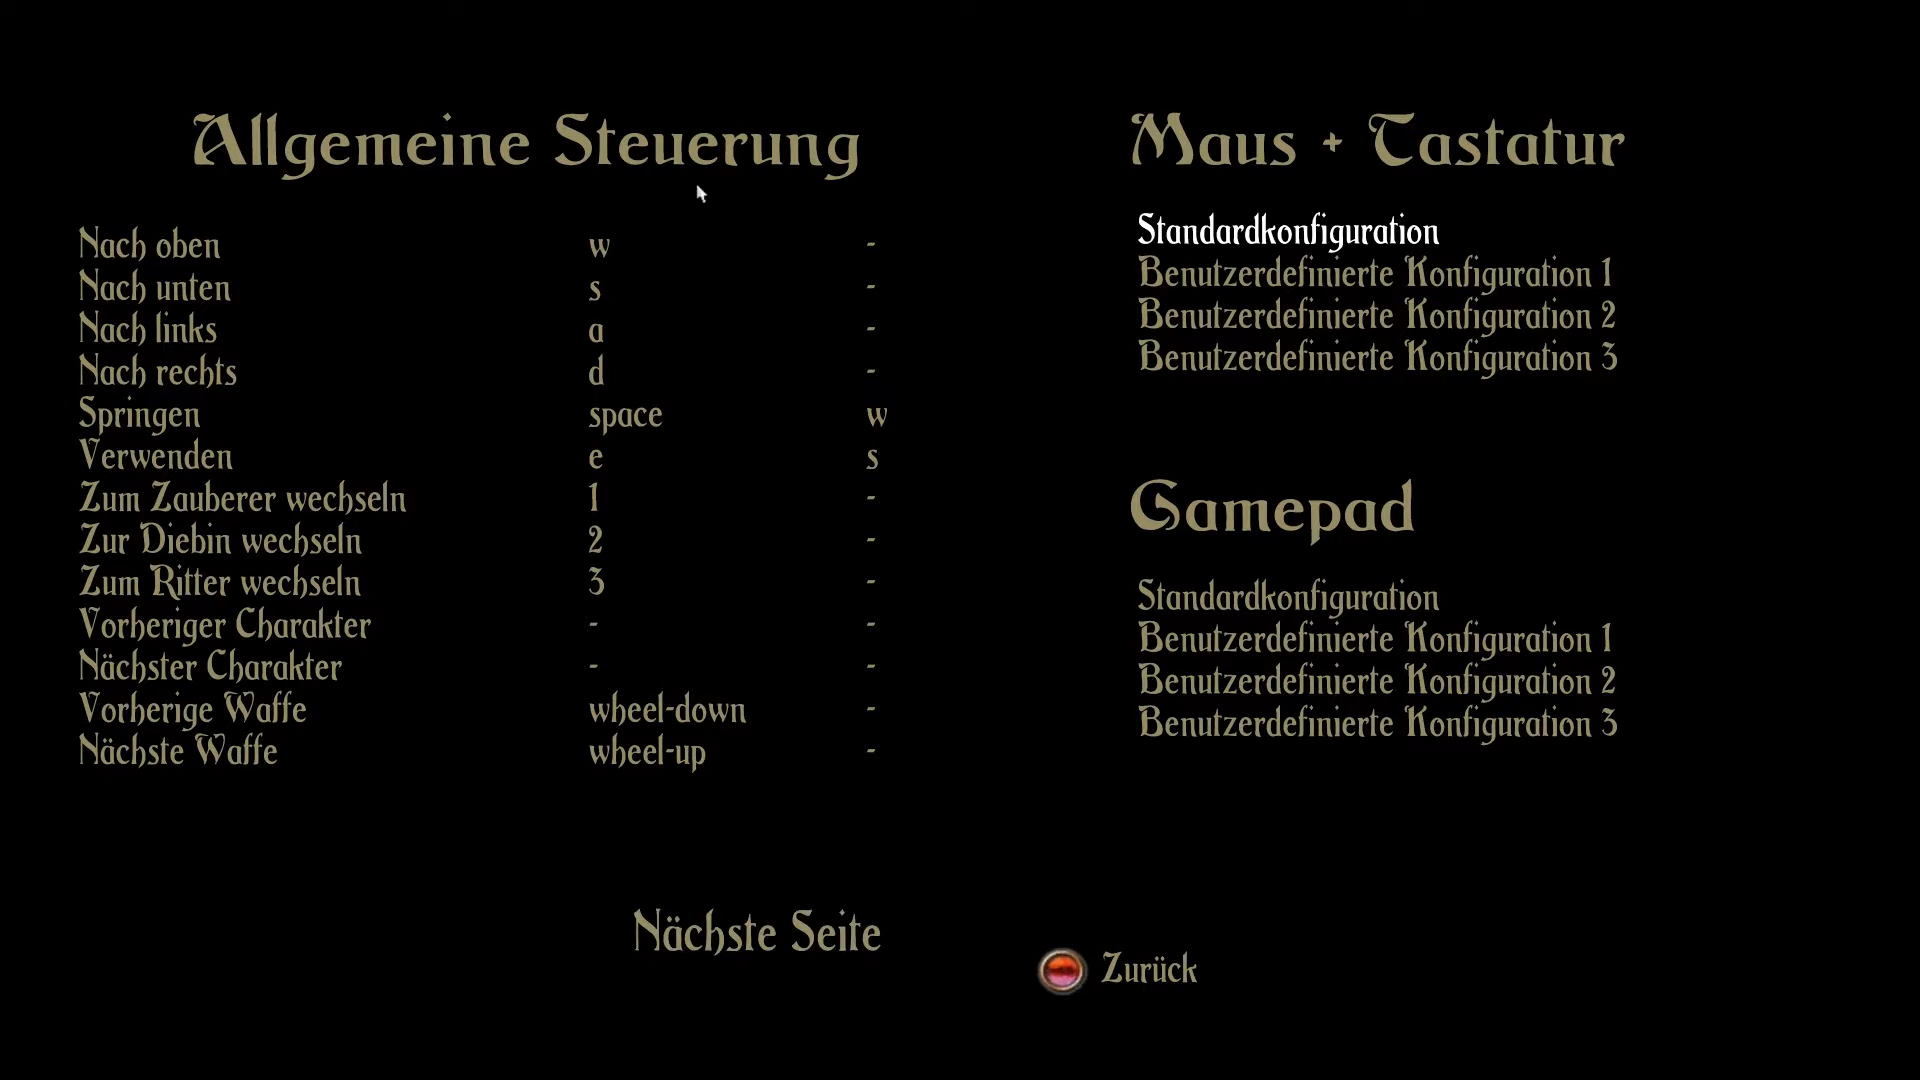 Allgemeine Steuerung
Nach oben w -
Nach unten s -
Nach links a -
Nach rechts d -
Springen space w
Verwenden e s
Zum Zauberer wechseln 1 -
Zur Diebin wechseln 2 -
Zum Ritter wechseln 3 -
Vorheriger Charakter - -
Nächster Charakter - -
Vorherige Waffe wheel-down -
Nächste Waffe wheel-up -
Nächste Seite
Maus + Tastatur
Standardkonfiguration
Benutzerdefinierte Konfiguration 1
Benutzerdefinierte Konfiguration 2
Benutzerdefinierte Konfiguration 3
Gamepad
Standardkonfiguration
Benutzerdefinierte Konfiguration 1
Benutzerdefinierte Konfiguration 2
Benutzerdefinierte Konfiguration 3
Zurück